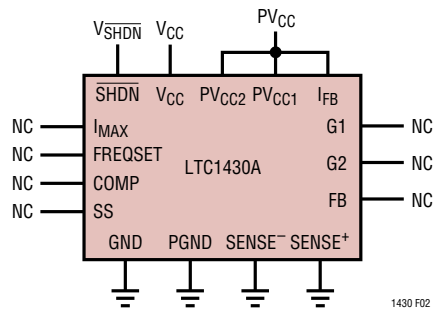 PVCC
VSHDN VCC
SHDN VCC PVCC2 PVCC1 IFB
NC IMAX G1 NC
NC FREQSET
LTC1430A G2 NC
NC COMP
NC SS FB NC
GND PGND SENSE– SENSE+
1430 F02